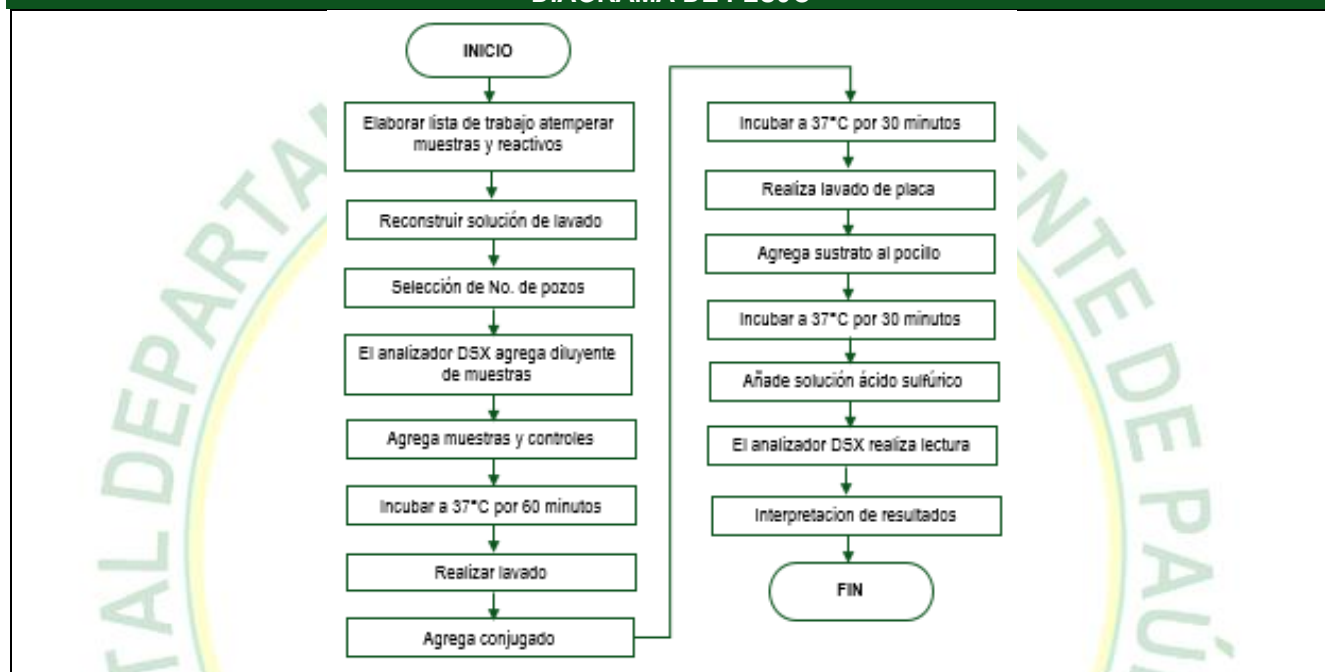 INICIO
Elaborar lista de trabajo atemperar
muestras y reactivos
Reconstruir solución de lavado
Selección de No. de pozos
El analizador DSX agrega diluyente
de muestras
Agrega muestras y controles
Incubar a 37°C por 60 minutos
Realizar lavado
Agrega conjugado
Incubar a 37°C por 30 minutos
Realiza lavado de placa
Agrega sustrato al pocillo
Incubar a 37°C por 30 minutos
Añade solución ácido sulfúrico
El analizador DSX realiza lectura
Interpretacion de resultados
FIN